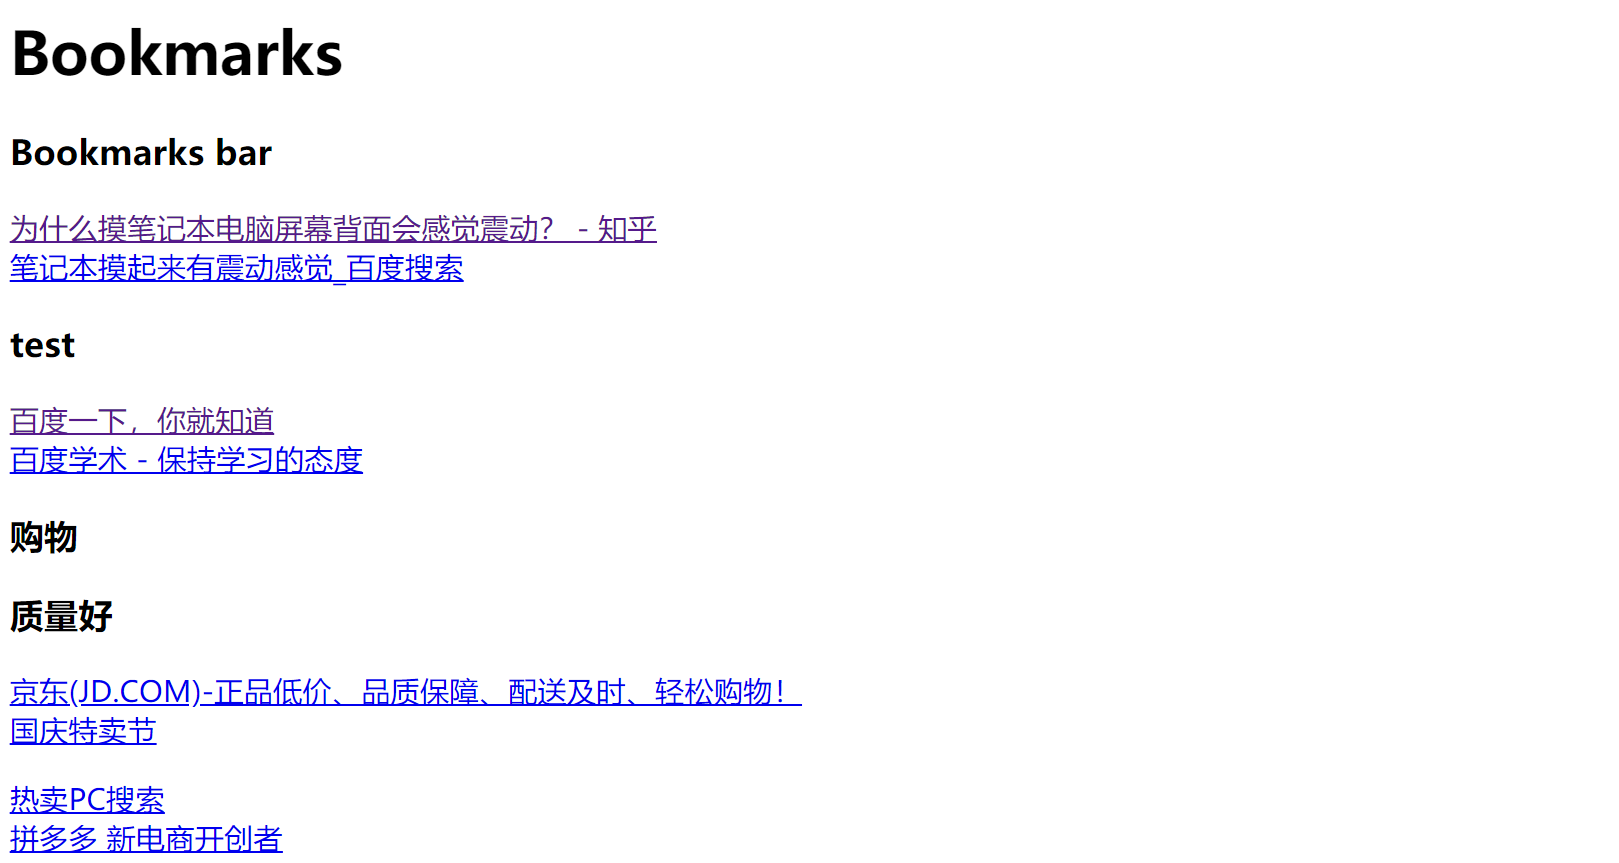 Bookmarks
Bookmarks bar
为什么摸笔记本电脑屏幕背面会感觉震动？ - 知乎
笔记本摸起来有震动感觉_百度搜索
test
百度一下，你就知道
百度学术 - 保持学习的态度
购物
质量好
京东(JD.COM)-正品低价、品质保障、配送及时、轻松购物！
国庆特卖节
热卖PC搜索
拼多多 新电商开创者